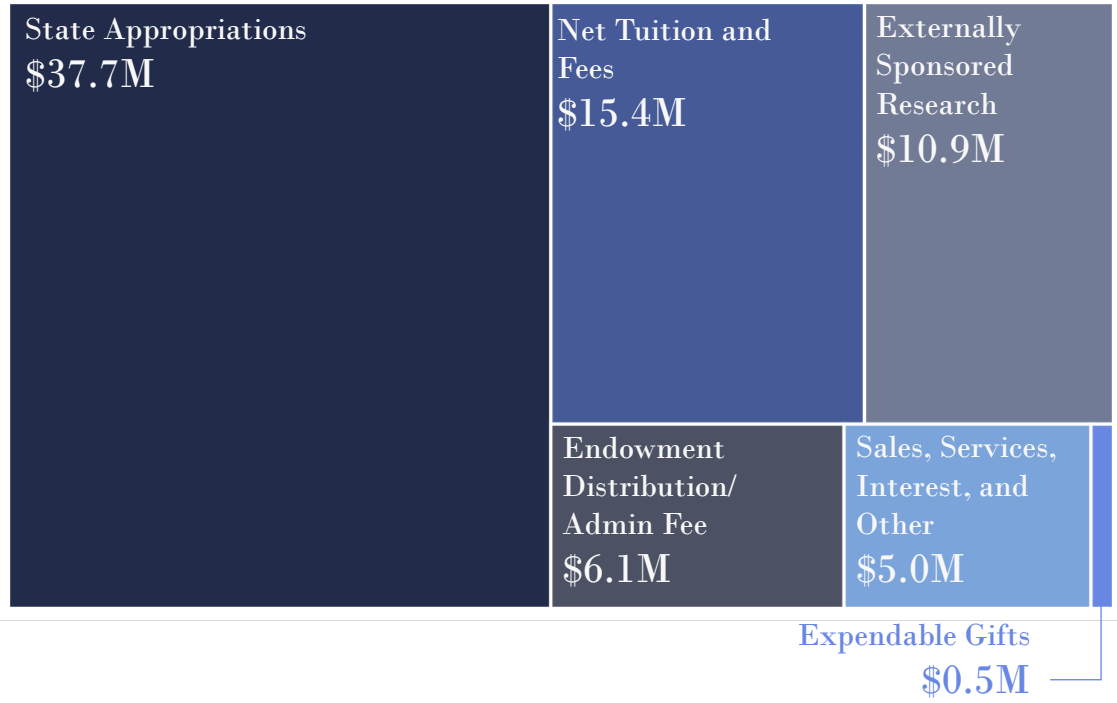 State Appropriations
$37.7M
Net Tuition and
Fees
$15.4M
Externally
Sponsored
Research
$10.9M
Endowment
Distribution/
Admin Fee
$6.1M
Sales, Services,
Interest, and
Other
$5.0M
Expendable Gifts
$0.5M